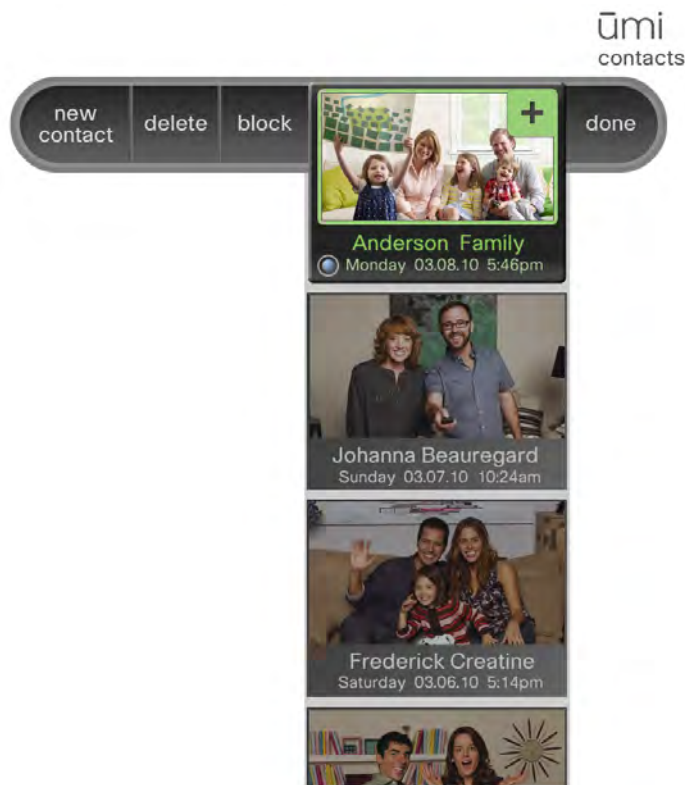 ūmi
contacts
new
contact
delete
block
+
done
Anderson Family
Monday 03.08.10 5:46pm
Johanna Beauregard
Sunday 03.07.10 10:24am
Frederick Creatine
Saturday 03.06.10 5:14pm